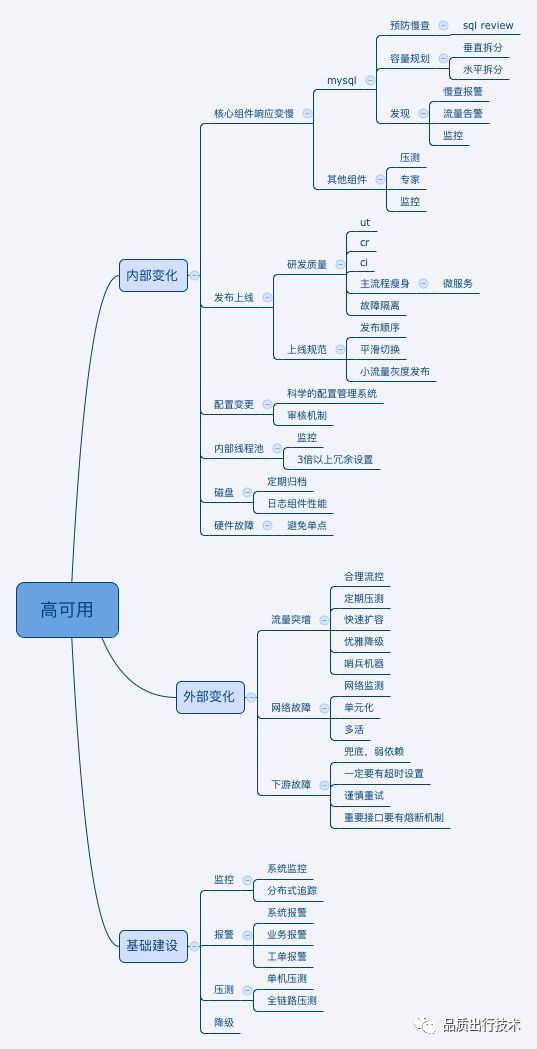 高可用
内部变化
核心组件响应变慢
mysql
预防慢查
sql review
容量规划
垂直拆分
水平拆分
发现
慢查报警
流量告警
监控
其他组件
压测
专家
监控
发布上线
研发质量
ut
cr
ci
主流程瘦身
微服务
故障隔离
上线规范
发布顺序
平滑切换
小流量灰度发布
配置变更
科学的配置管理系统
审核机制
内部线程池
监控
3倍以上冗余设置
磁盘
定期归档
日志组件性能
硬件故障
避免单点
外部变化
流量突增
合理流控
定期压测
快速扩容
优雅降级
哨兵机器
网络故障
网络监测
单元化
多活
下游故障
兜底，弱依赖
一定要有超时设置
谨慎重试
重要接口要有熔断机制
基础建设
监控
系统监控
分布式追踪
报警
系统报警
业务报警
工单报警
压测
单机压测
全链路压测
降级
品质出行技术